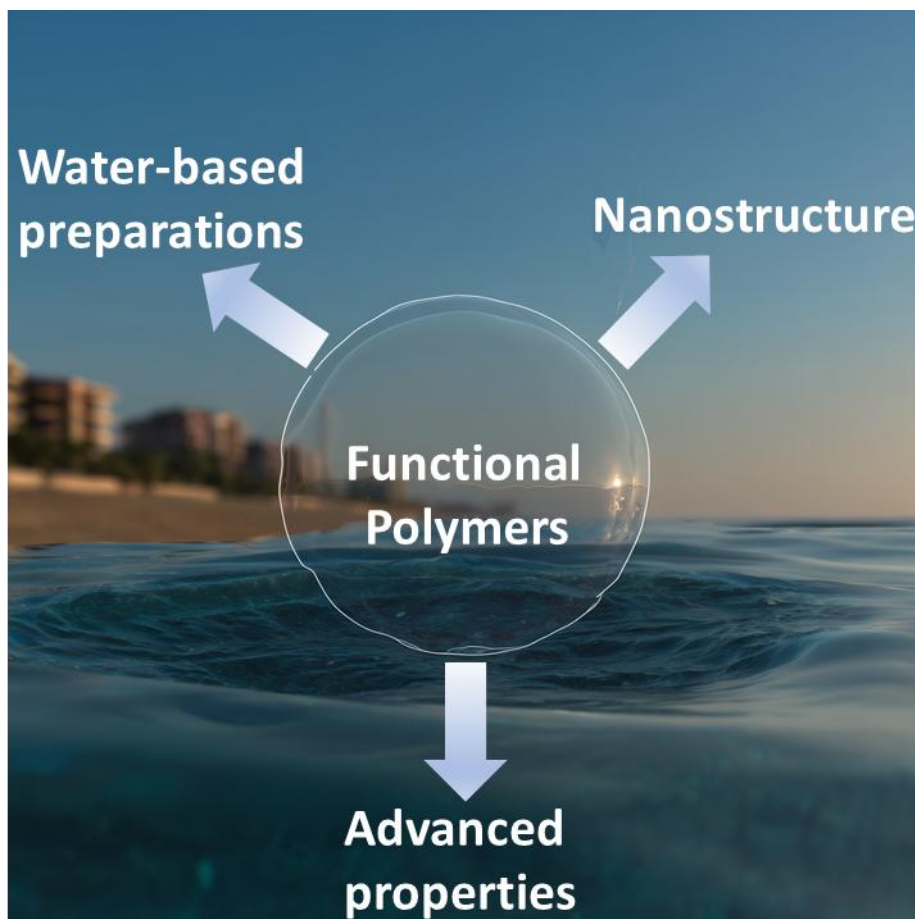 Water-based
preparations
Nanostructure
Functional
Polymers
Advanced
properties